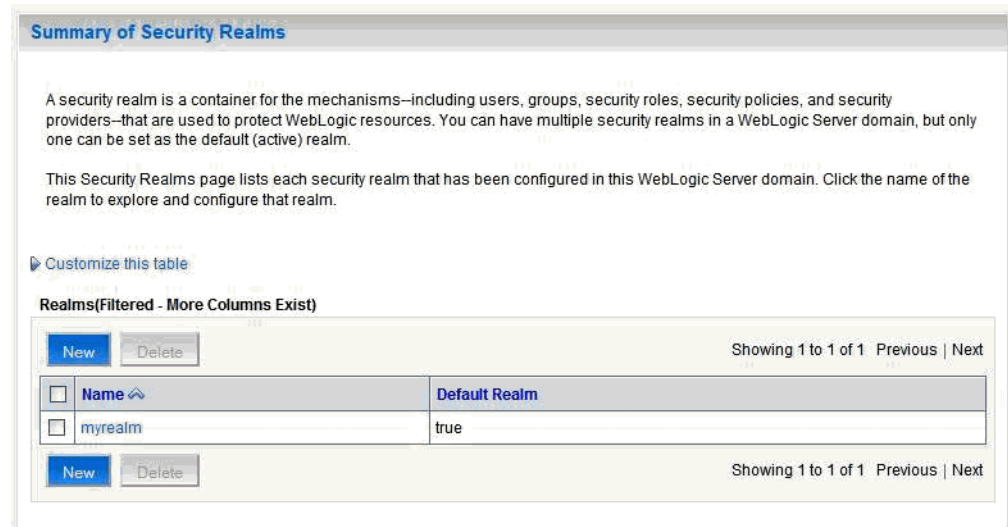 Summary of Security Realms
A security realm is a container for the mechanisms--including users, groups, security roles, security policies, and security
providers--that are used to protect WebLogic resources. You can have multiple security realms in a WebLogic Server domain, but only
one can be set as the default (active) realm.
This Security Realms page lists each security realm that has been configured in this WebLogic Server domain. Click the name of the
realm to explore and configure that realm.
Customize this table
Realms(Filtered - More Columns Exist)
New Delete Showing 1 to 1 of 1 Previous | Next
Name Default Realm
myrealm true
New Delete Showing 1 to 1 of 1 Previous | Next